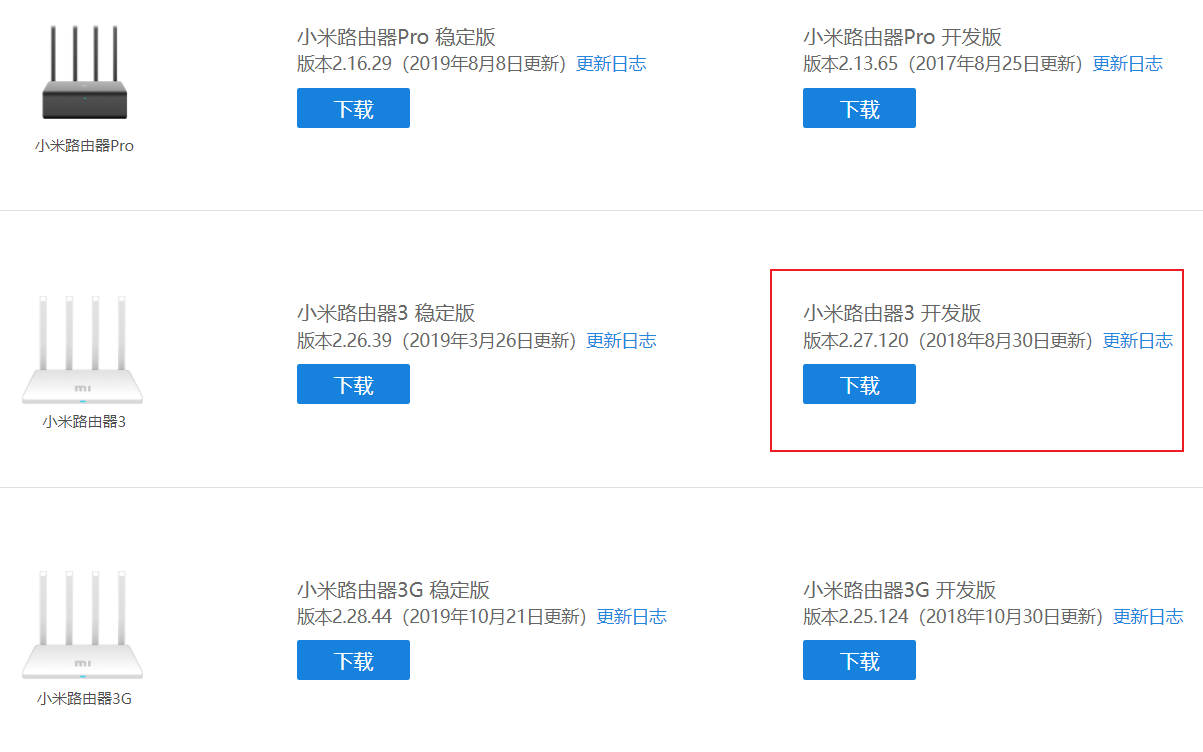 小米路由器Pro 稳定版
版本2.16.29（2019年8月8日更新）更新日志
下载
小米路由器Pro 开发版
版本2.13.65（2017年8月25日更新）更新日志
下载
小米路由器Pro
小米路由器3 稳定版
版本2.26.39（2019年3月26日更新）更新日志
下载
小米路由器3 开发版
版本2.27.120（2018年8月30日更新）更新日志
下载
mi
小米路由器3
小米路由器3G 稳定版
版本2.28.44（2019年10月21日更新）更新日志
下载
小米路由器3G 开发版
版本2.25.124（2018年10月30日更新）更新日志
下载
mi
小米路由器3G